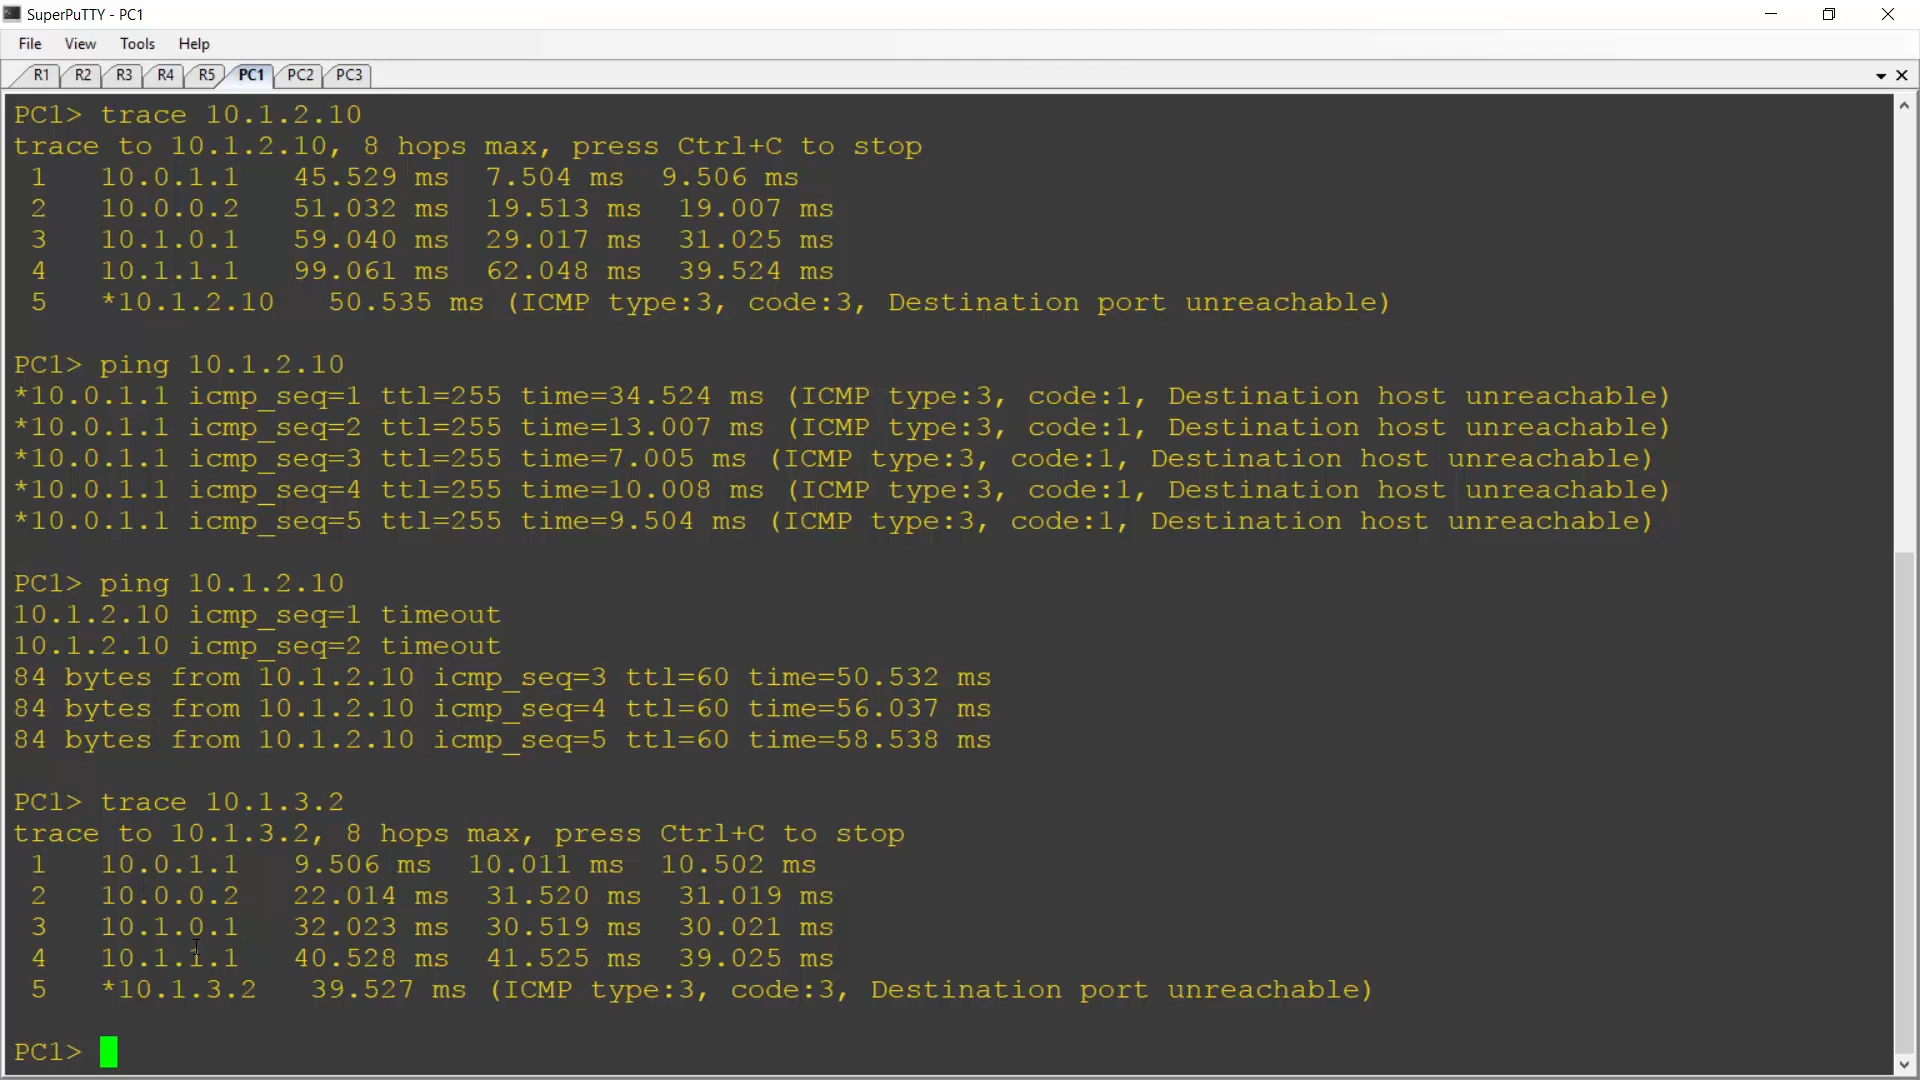 SuperPuTTY - PC1
File View Tools Help
R1 R2 R3 R4 R5 PC1 PC2 PC3
PC1> trace 10.1.2.10
trace to 10.1.2.10, 8 hops max, press Ctrl+C to stop
1 10.0.1.1 45.529 ms 7.504 ms 9.506 ms
2 10.0.0.2 51.032 ms 19.513 ms 19.007 ms
3 10.1.0.1 59.040 ms 29.017 ms 31.025 ms
4 10.1.1.1 99.061 ms 62.048 ms 39.524 ms
5 *10.1.2.10 50.535 ms (ICMP type:3, code:3, Destination port unreachable)
PC1> ping 10.1.2.10
*10.0.1.1 icmp_seq=1 ttl=255 time=34.524 ms (ICMP type:3, code:1, Destination host unreachable)
*10.0.1.1 icmp_seq=2 ttl=255 time=13.007 ms (ICMP type:3, code:1, Destination host unreachable)
*10.0.1.1 icmp_seq=3 ttl=255 time=7.005 ms (ICMP type:3, code:1, Destination host unreachable)
*10.0.1.1 icmp_seq=4 ttl=255 time=10.008 ms (ICMP type:3, code:1, Destination host unreachable)
*10.0.1.1 icmp_seq=5 ttl=255 time=9.504 ms (ICMP type:3, code:1, Destination host unreachable)
PC1> ping 10.1.2.10
10.1.2.10 icmp_seq=1 timeout
10.1.2.10 icmp_seq=2 timeout
84 bytes from 10.1.2.10 icmp_seq=3 ttl=60 time=50.532 ms
84 bytes from 10.1.2.10 icmp_seq=4 ttl=60 time=56.037 ms
84 bytes from 10.1.2.10 icmp_seq=5 ttl=60 time=58.538 ms
PC1> trace 10.1.3.2
trace to 10.1.3.2, 8 hops max, press Ctrl+C to stop
1 10.0.1.1 9.506 ms 10.011 ms 10.502 ms
2 10.0.0.2 22.014 ms 31.520 ms 31.019 ms
3 10.1.0.1 32.023 ms 30.519 ms 30.021 ms
4 10.1.1.1 40.528 ms 41.525 ms 39.025 ms
5 *10.1.3.2 39.527 ms (ICMP type:3, code:3, Destination port unreachable)
PC1>